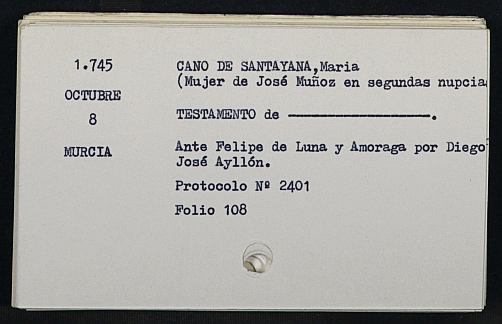 1.745
CANO DE SANTAYANA,Maria
(Mujer de José Muñoz en segundas nupcia
OCTUBRE
8
TESTAMENTO de ——————————.
MURCIA
Ante Felipe de Luna y Amoraga por Diego
José Ayllón.
Protocolo Nº 2401
Folio 108